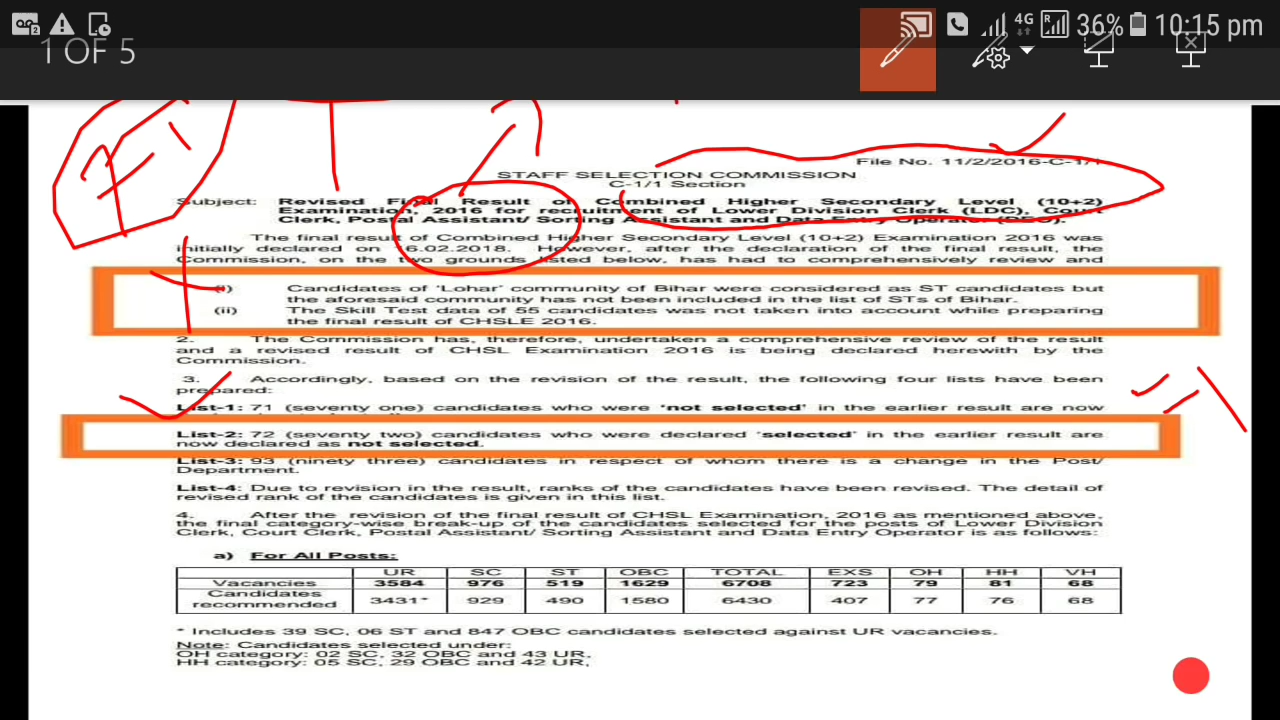 4G 36% 10:15 pm
1 OF 5
File No. 11/2/2016-C-1/1
STAFF SELECTION COMMISSION
C-1/1 Section
Subject: Revised Final Result of Combined Higher Secondary Level (10+2)
Examination, 2016 for recruitment of Lower Division Clerk (LDC), Court
Clerk, Postal Assistant/ Sorting Assistant and Data Entry Operator (DEO).
The final result of Combined Higher Secondary Level (10+2) Examination 2016 was
initially declared on 16.02.2018. However, after the declaration of the final result, the
Commission, on the two grounds listed below, has had to comprehensively review and
(i) Candidates of 'Lohar' community of Bihar were considered as ST candidates but
the aforesaid community has not been included in the list of STs of Bihar.
(ii) The Skill Test data of 55 candidates was not taken into account while preparing
the final result of CHSLE 2016.
2. The Commission has, therefore, undertaken a comprehensive review of the result
and a revised result of CHSL Examination 2016 is being declared herewith by the
Commission.
3. Accordingly, based on the revision of the result, the following four lists have been
prepared:
List-1: 71 (seventy one) candidates who were 'not selected' in the earlier result are now
List-2: 72 (seventy two) candidates who were declared 'selected' in the earlier result are
now declared as not selected.
List-3: 93 (ninety three) candidates in respect of whom there is a change in the Post/
Department.
List-4: Due to revision in the result, ranks of the candidates have been revised. The detail of
revised rank of the candidates is given in this list.
4. After the revision of the final result of CHSL Examination, 2016 as mentioned above,
the final category-wise break-up of the candidates selected for the posts of Lower Division
Clerk, Court Clerk, Postal Assistant/ Sorting Assistant and Data Entry Operator is as follows:
a) For All Posts:
UR SC ST OBC TOTAL EXS OH HH VH
Vacancies 3584 976 519 1629 6708 723 79 81 68
Candidates recommended 3431* 929 490 1580 6430 407 77 76 68
* Includes 39 SC, 06 ST and 847 OBC candidates selected against UR vacancies.
Note: Candidates selected under:
OH category: 02 SC, 32 OBC and 43 UR,
HH category: 05 SC, 29 OBC and 42 UR,